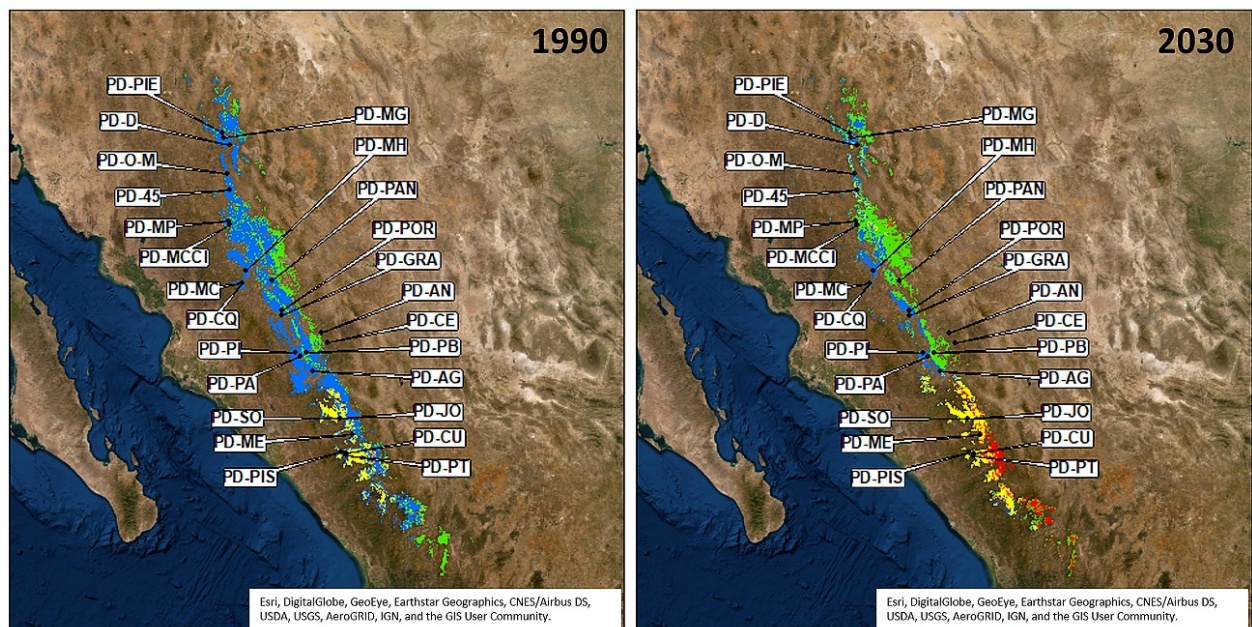 1990
PD-PIE
PD-D
PD-MG
PD-MH
PD-O-M
PD-45
PD-PAN
PD-MP
PD-POR
PD-MCCI
PD-GRA
PD-MC
PD-AN
PD-CQ
PD-CE
PD-PI
PD-PB
PD-PA
PD-AG
PD-SO
PD-JO
PD-ME
PD-CU
PD-PIS
PD-PT
Esri, DigitalGlobe, GeoEye, Earthstar Geographics, CNES/Airbus DS,
USDA, USGS, AeroGRID, IGN, and the GIS User Community.
2030
PD-PIE
PD-D
PD-MG
PD-MH
PD-O-M
PD-45
PD-PAN
PD-MP
PD-POR
PD-MCCI
PD-GRA
PD-MC
PD-AN
PD-CQ
PD-CE
PD-PI
PD-PB
PD-PA
PD-AG
PD-SO
PD-JO
PD-ME
PD-CU
PD-PIS
PD-PT
Esri, DigitalGlobe, GeoEye, Earthstar Geographics, CNES/Airbus DS,
USDA, USGS, AeroGRID, IGN, and the GIS User Community.